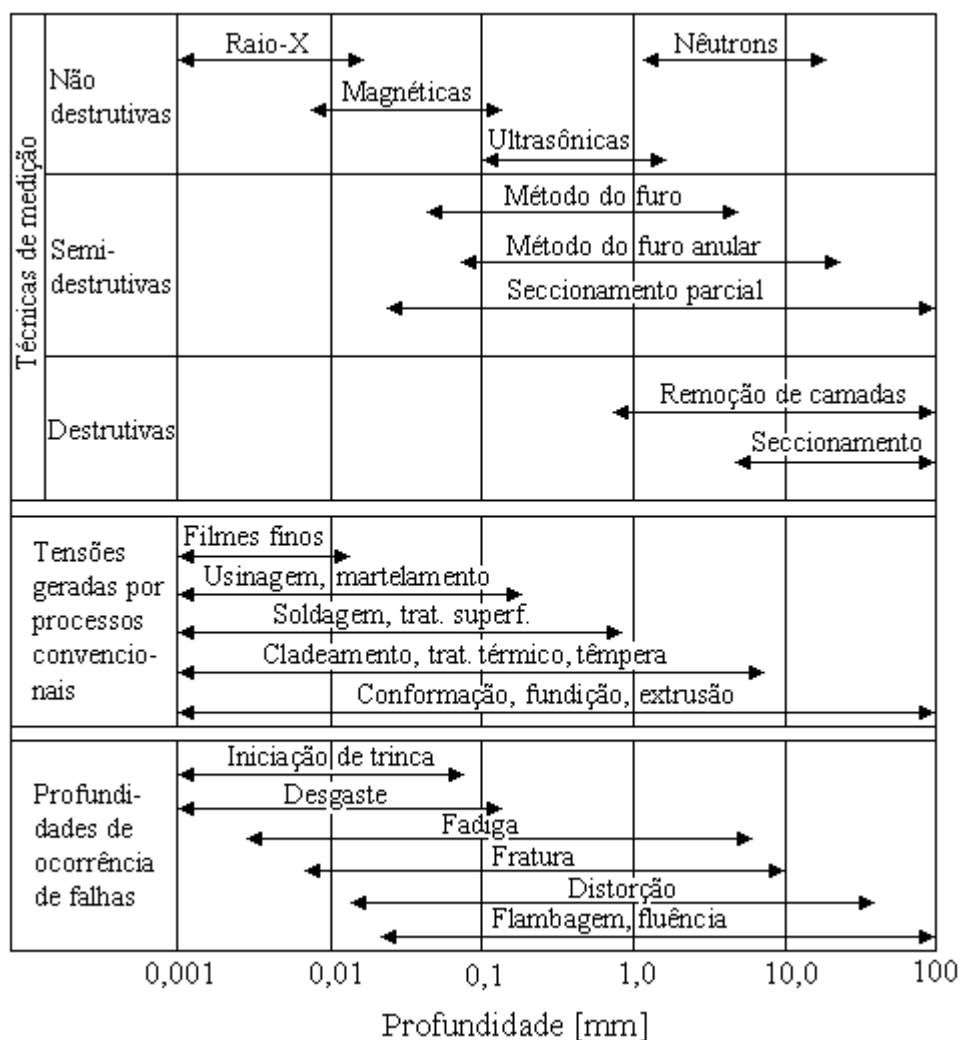 Técnicas de medição
Não
destrutivas
Raio-X
Nêutrons
Magnéticas
Ultrasônicas
Semi-
destrutivas
Método do furo
Método do furo anular
Seccionamento parcial
Destrutivas
Remoção de camadas
Seccionamento
Tensões
geradas por
processos
convencio-
nais
Filmes finos
Usinagem, martelamento
Soldagem, trat. superf.
Cladeamento, trat. térmico, têmpera
Conformação, fundição, extrusão
Profundi-
dades de
ocorrência
de falhas
Iniciação de trinca
Desgaste
Fadiga
Fratura
Distorção
Flambagem, fluência
0,001 0,01 0,1 1,0 10,0 100
Profundidade [mm]